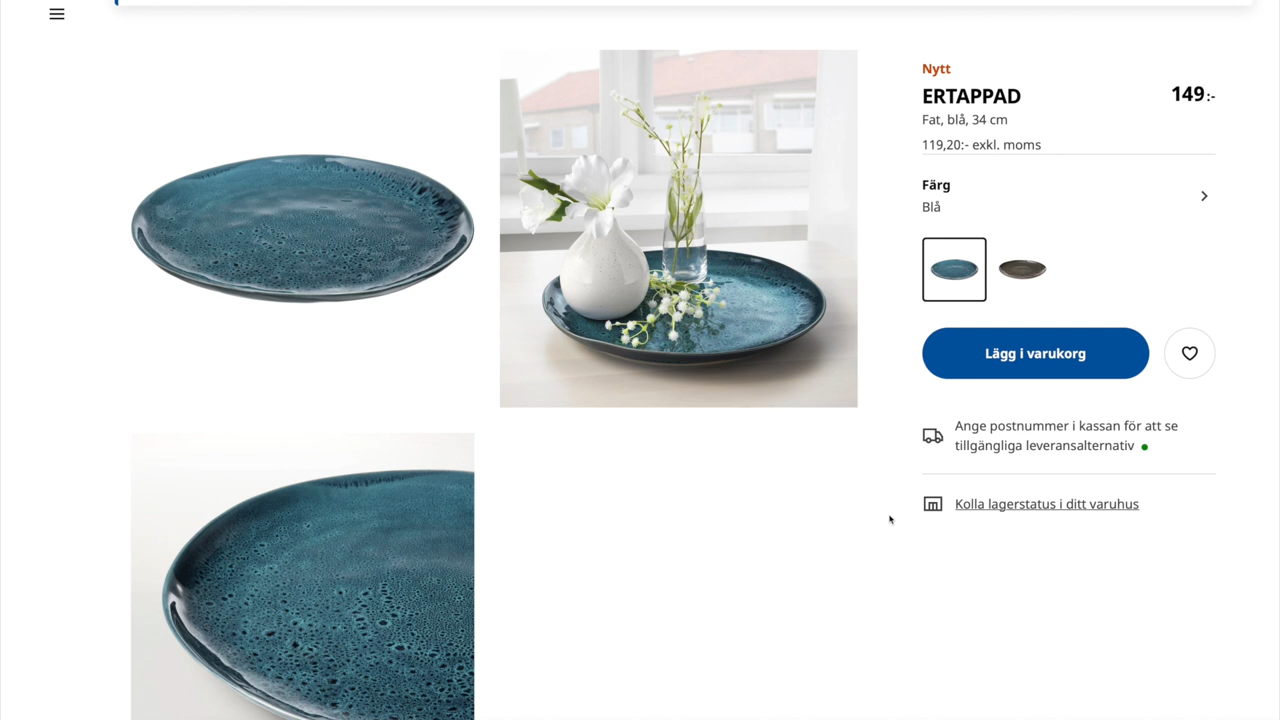 Nytt
ERTAPPAD
149:-
Fat, blå, 34 cm
119,20:- exkl. moms
Färg
Blå
Lägg i varukorg
Ange postnummer i kassan för att se
tillgängliga leveransalternativ
Kolla lagerstatus i ditt varuhus